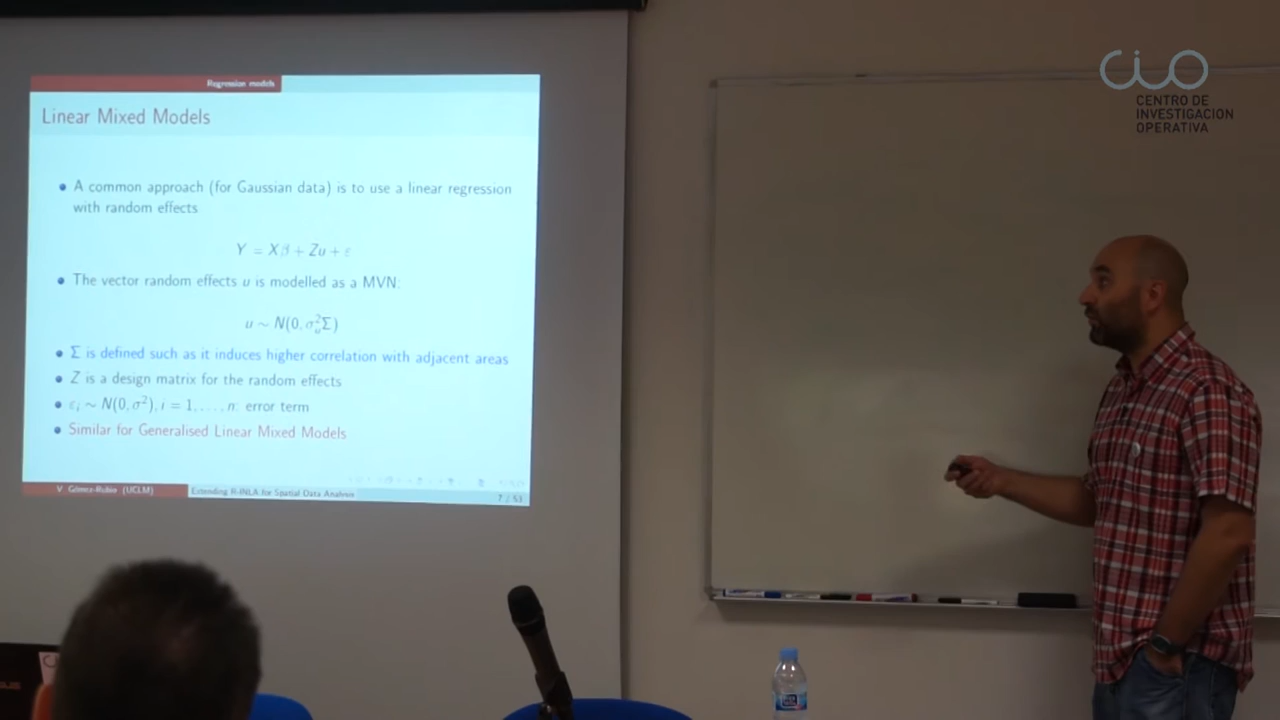 Regression models
Linear Mixed Models
A common approach (for Gaussian data) is to use a linear regression
with random effects
Y = Xβ + Zu + ε
The vector random effects u is modelled as a MVN:
u ∼ N(0, σ²ᵤΣ)
Σ is defined such as it induces higher correlation with adjacent areas
Z is a design matrix for the random effects
εᵢ ∼ N(0, σ²), i = 1, . . . , n: error term
Similar for Generalised Linear Mixed Models
V. Gómez-Rubio (UCLM)
Extending R-INLA for Spatial Data Analysis
7 / 53
CIO
CENTRO DE
INVESTIGACION
OPERATIVA